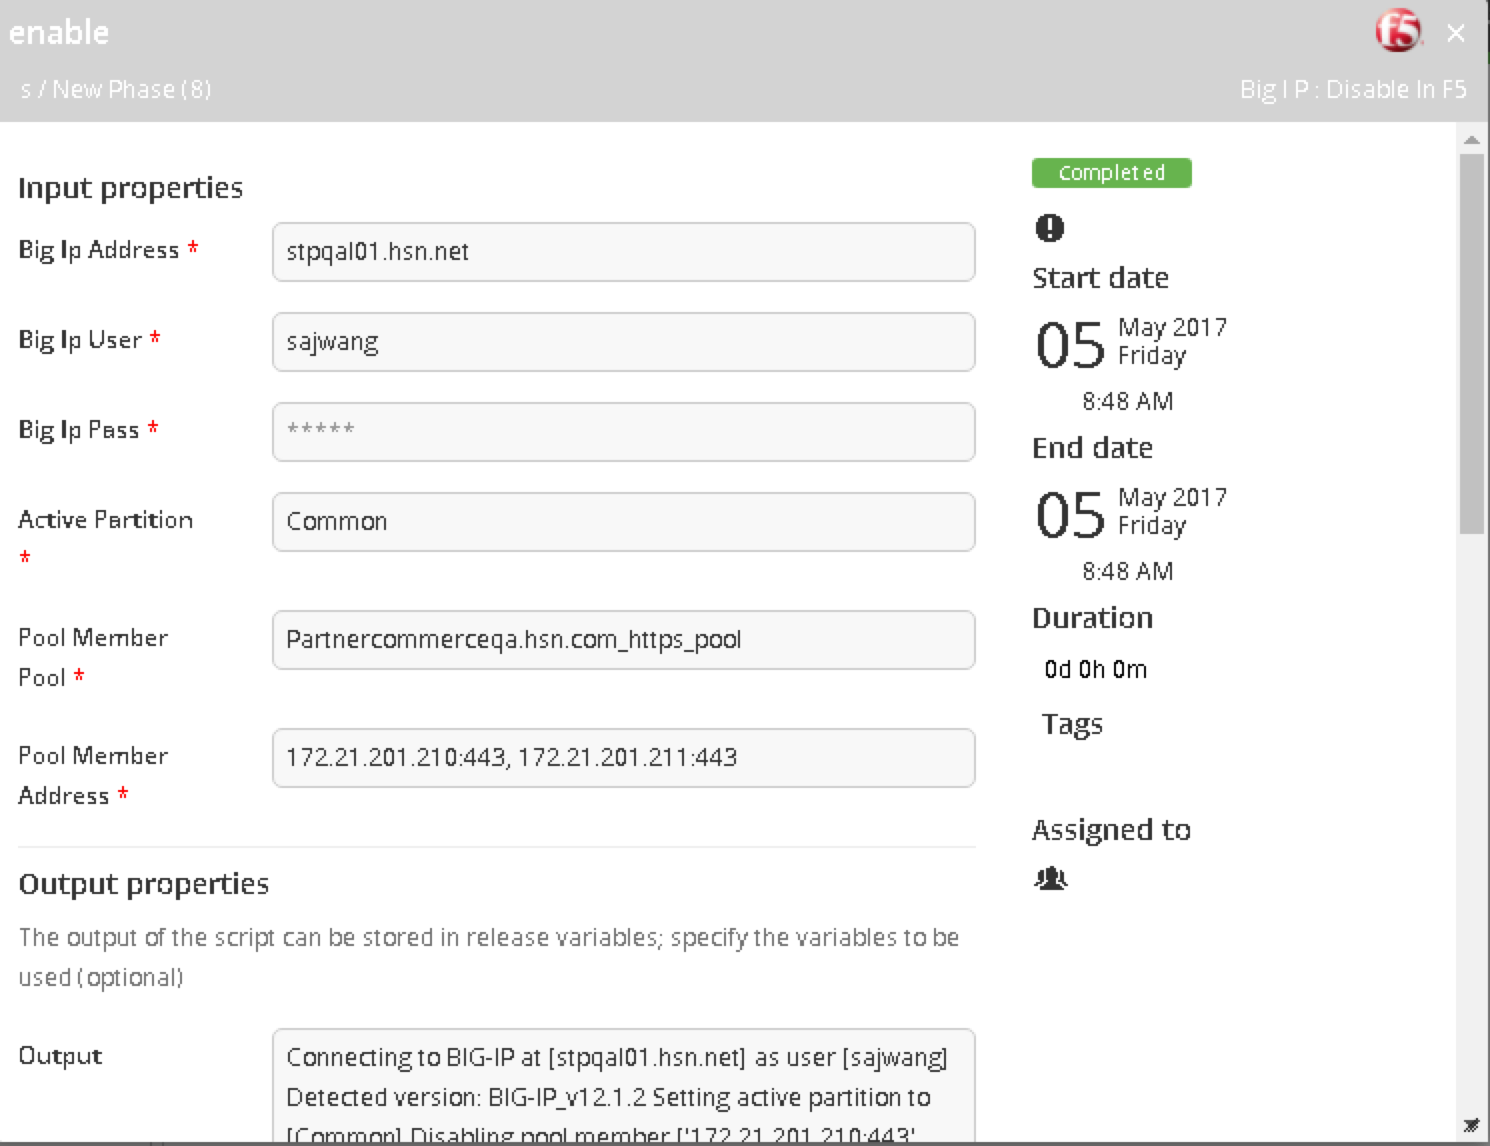 enable
f5
s / New Phase (8)
Big I P : Disable In F5
Input properties
Big Ip Address *
stpqal01.hsn.net
Big Ip User *
sajwang
Big Ip Pass *
*****
Active Partition
*
Common
Pool Member
Pool *
Partnercommerceqa.hsn.com_https_pool
Pool Member
Address *
172.21.201.210:443, 172.21.201.211:443
Output properties
The output of the script can be stored in release variables; specify the variables to be
used (optional)
Output
Connecting to BIG-IP at [stpqal01.hsn.net] as user [sajwang]
Detected version: BIG-IP_v12.1.2 Setting active partition to
[Common] Disabling pool member ['172.21.201.210:443'
Completed
Start date
05
May 2017
Friday
8:48 AM
End date
05
May 2017
Friday
8:48 AM
Duration
0d 0h 0m
Tags
Assigned to